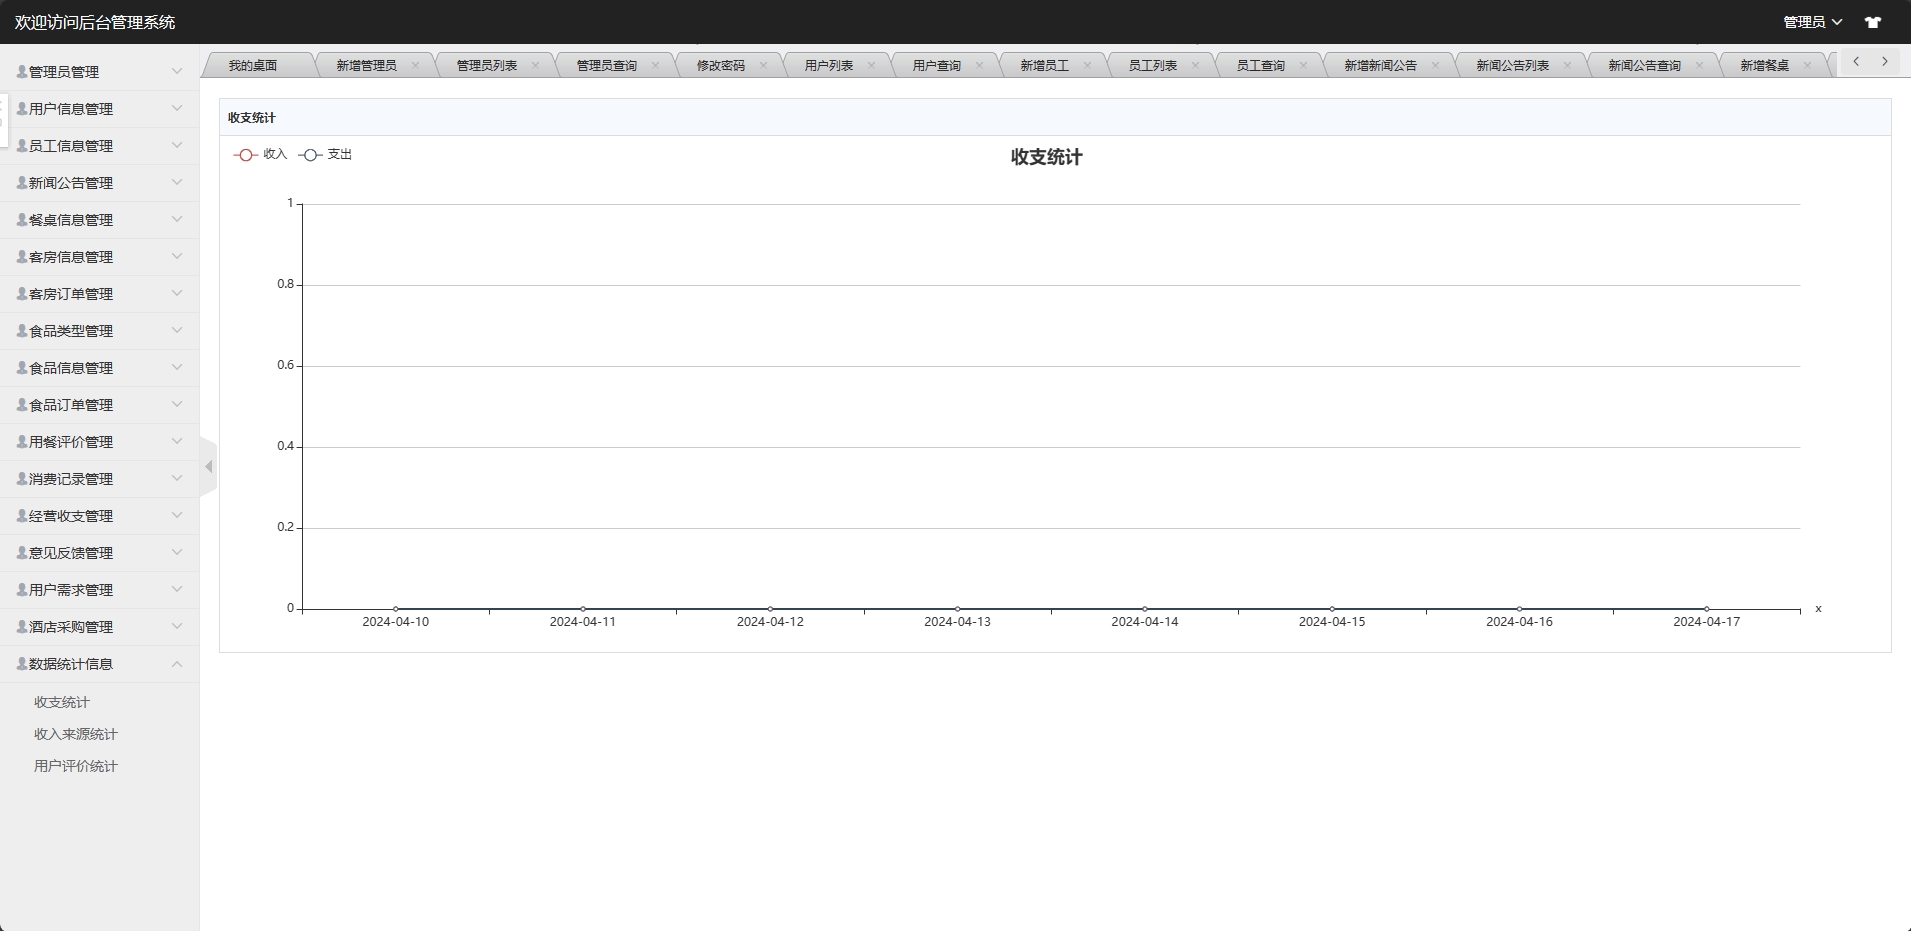 欢迎访问后台管理系统
管理员
管理员管理
用户信息管理
员工信息管理
新闻公告管理
餐桌信息管理
客房信息管理
客房订单管理
食品类型管理
食品信息管理
食品订单管理
用餐评价管理
消费记录管理
经营收支管理
意见反馈管理
用户需求管理
酒店采购管理
数据统计信息
收支统计
收入来源统计
用户评价统计
我的桌面 新增管理员 管理员列表 管理员查询 修改密码 用户列表 用户查询 新增员工 员工列表 员工查询 新增新闻公告 新闻公告列表 新闻公告查询 新增餐桌
收支统计
收入 支出
收支统计
1
0.8
0.6
0.4
0.2
0
x
2024-04-10 2024-04-11 2024-04-12 2024-04-13 2024-04-14 2024-04-15 2024-04-16 2024-04-17